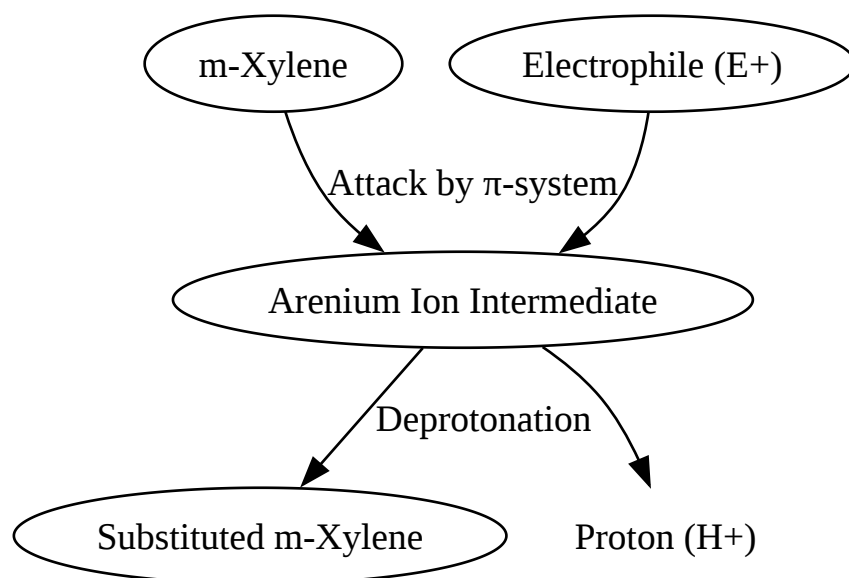 m-Xylene
Electrophile (E+)
Attack by π-system
Arenium Ion Intermediate
Deprotonation
Substituted m-Xylene
Proton (H+)